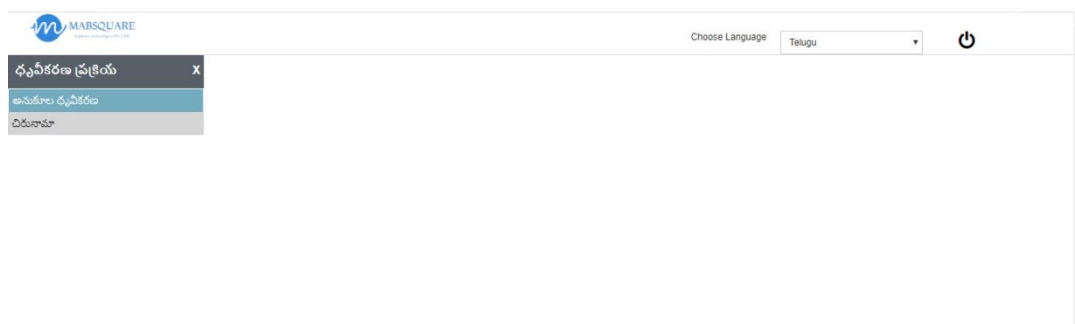 MABSQUARE
Choose Language
Telugu
ధృవీకరణ ప్రక్రియ X
అనుకూల ధృవీకరణ
చిరునామా